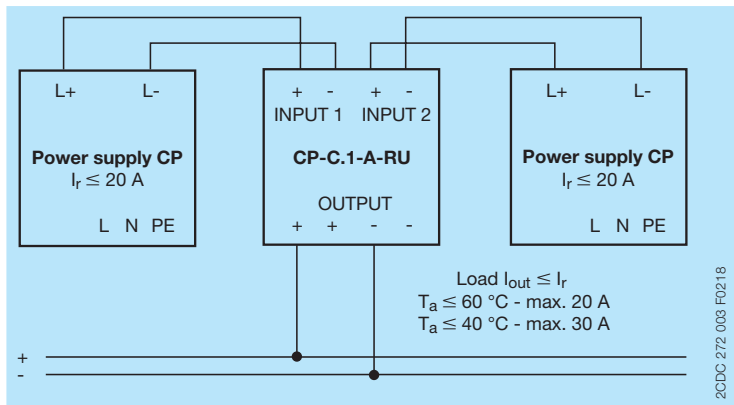 L+ L-
Power supply CP
Ir ≤ 20 A
L N PE
+ - + -
INPUT 1 INPUT 2
CP-C.1-A-RU
OUTPUT
+ + - -
L+ L-
Power supply CP
Ir ≤ 20 A
L N PE
Load Iout ≤ Ir
Ta ≤ 60 °C - max. 20 A
Ta ≤ 40 °C - max. 30 A
+
-
2CDC 272 003 F0218